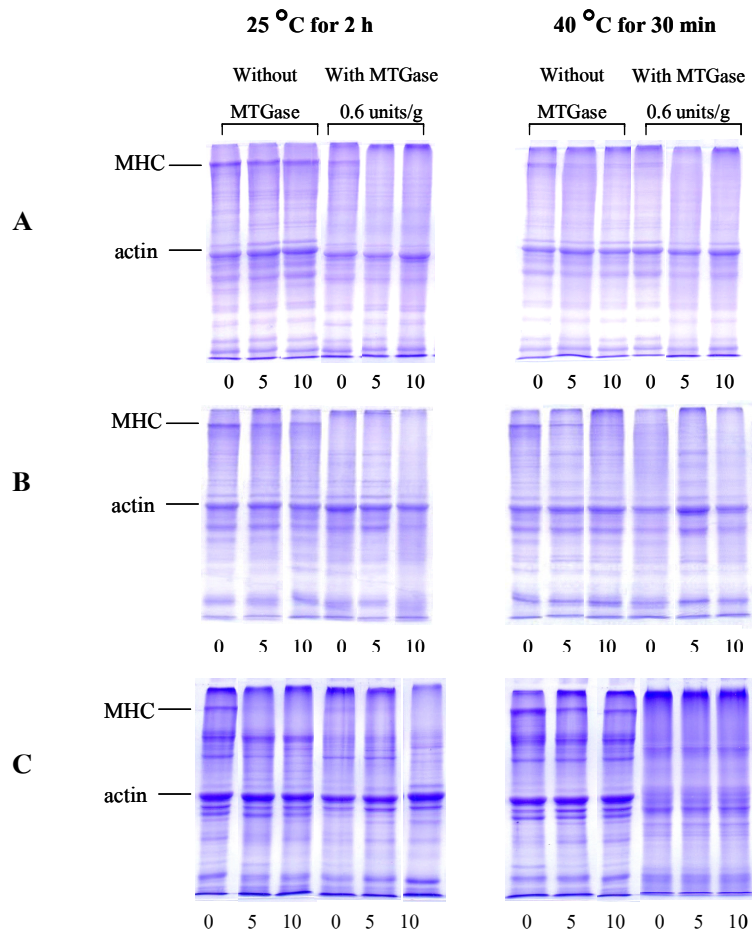 25 °C for 2 h 40 °C for 30 min
Without With MTGase Without With MTGase
MTGase 0.6 units/g MTGase 0.6 units/g
MHC
A
actin
0 5 10 0 5 10 0 5 10 0 5 10
MHC
B
actin
0 5 10 0 5 10 0 5 10 0 5 10
MHC
C
actin
0 5 10 0 5 10 0 5 10 0 5 10